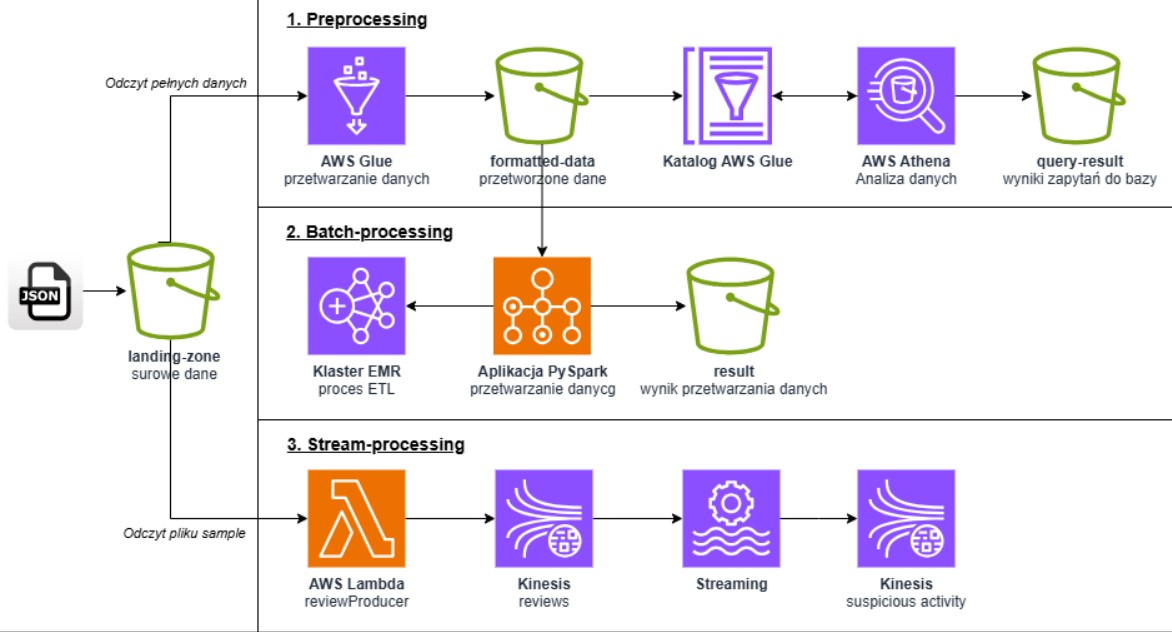 1. Preprocessing
Odczyt pełnych danych
AWS Glue
przetwarzanie danych
formatted-data
przetworzone dane
Katalog AWS Glue
AWS Athena
Analiza danych
query-result
wyniki zapytań do bazy
2. Batch-processing
JSON
landing-zone
surowe dane
Klaster EMR
proces ETL
Aplikacja PySpark
przetwarzanie danycg
result
wynik przetwarzania danych
3. Stream-processing
Odczyt pliku sample
AWS Lambda
reviewProducer
Kinesis
reviews
Streaming
Kinesis
suspicious activity